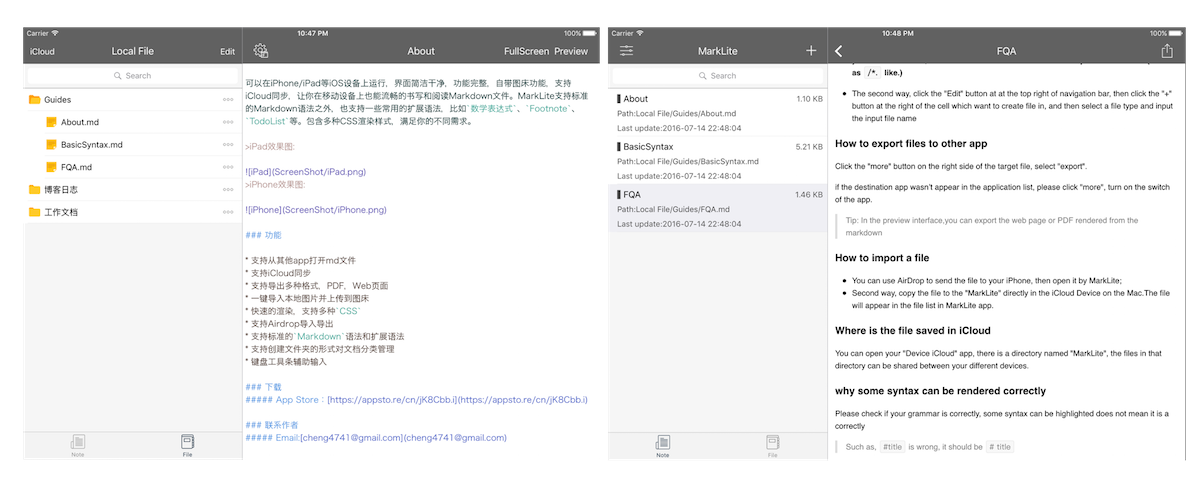 Carrier 10:47 PM 100%
iCloud Local File Edit
Search
Guides
About.md
BasicSyntax.md
FQA.md
博客日志
工作文档
Note File
About FullScreen Preview
可以在iPhone/iPad等iOS设备上运行，界面简洁干净，功能完整，自带图床功能，支持
iCloud同步，让你在移动设备上也能流畅的书写和阅读Markdown文件。MarkLite支持标准
的Markdown语法之外，也支持一些常用的扩展语法，比如`数学表达式`、`Footnote`、
`TodoList`等。包含多种CSS渲染样式，满足你的不同需求。
>iPad效果图:
![iPad](ScreenShot/iPad.png)
>iPhone效果图:
![iPhone](ScreenShot/iPhone.png)
### 功能
* 支持从其他app打开md文件
* 支持iCloud同步
* 支持导出多种格式，PDF，Web页面
* 一键导入本地图片并上传到图床
* 快速的渲染，支持多种`CSS`
* 支持Airdrop导入导出
* 支持标准的`Markdown`语法和扩展语法
* 支持创建文件夹的形式对文档分类管理
* 键盘工具条辅助输入
### 下载
##### App Store：[https://appsto.re/cn/jK8Cbb.i](https://appsto.re/cn/jK8Cbb.i)
### 联系作者
##### Email:[cheng4741@gmail.com](cheng4741@gmail.com)
Carrier 10:48 PM 100%
MarkLite +
Search
About 1.10 KB
Path:Local File/Guides/About.md
Last update:2016-07-14 22:48:04
BasicSyntax 5.21 KB
Path:Local File/Guides/BasicSyntax.md
Last update:2016-07-14 22:48:04
FQA 1.46 KB
Path:Local File/Guides/FQA.md
Last update:2016-07-14 22:48:04
Note File
FQA
as /*. like.)
The second way, click the "Edit" button at at the top right of navigation bar, then click the "+"
button at the right of the cell which want to create file in, and then select a file type and input
the input file name
How to export files to other app
Click the "more" button on the right side of the target file, select "export".
if the destination app wasn't appear in the application list, please click "more", turn on the switch
of the app.
Tip: In the preview interface,you can export the web page or PDF rendered from the
markdown
How to import a file
You can use AirDrop to send the file to your iPhone, then open it by MarkLite;
Second way, copy the file to the "MarkLite" directly in the iCloud Device on the Mac.The file
will appear in the file list in MarkLite app.
Where is the file saved in iCloud
You can open your "Device iCloud" app, there is a directory named "MarkLite", the files in that
directory can be shared between your different devices.
why some syntax can be rendered correctly
Please check if your grammar is correctly, some syntax can be highlighted does not mean it is a
correctly
Such as, #title is wrong, it should be # title